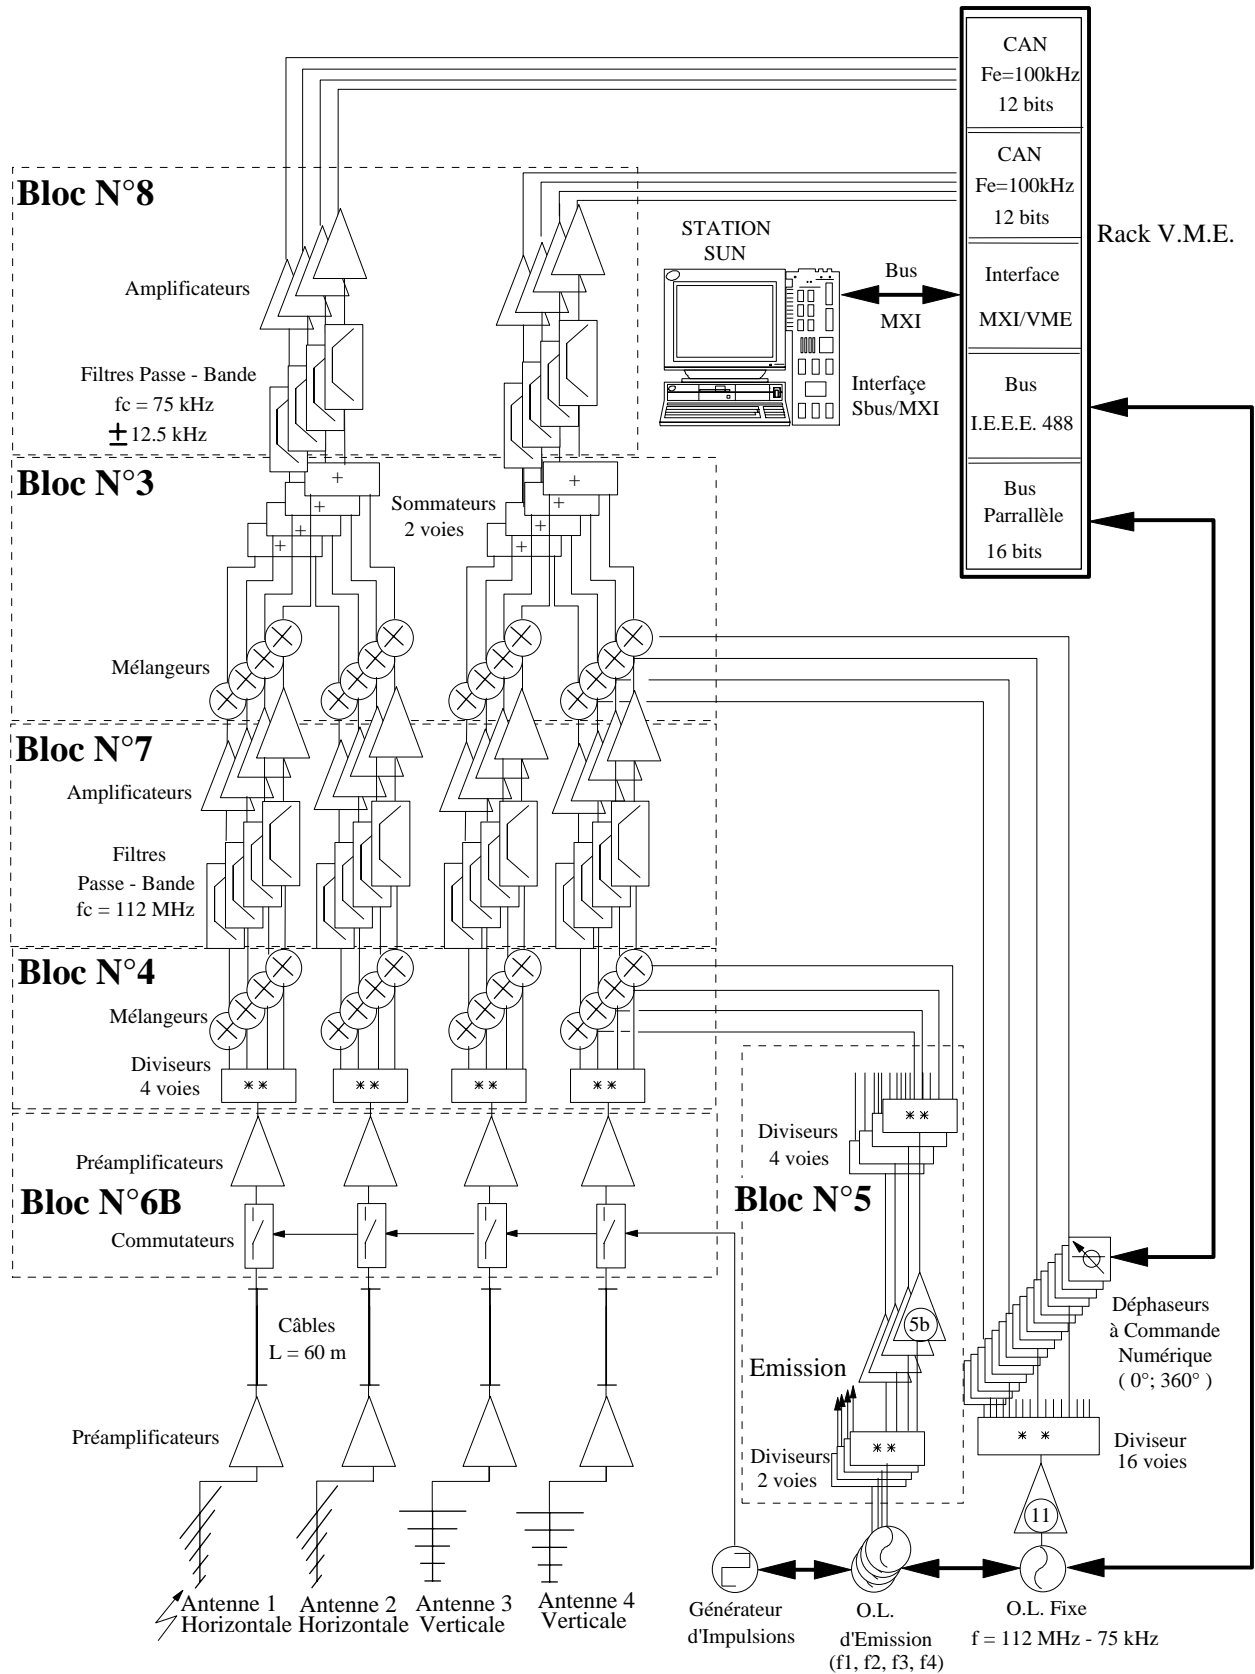 CAN
Fe=100kHz
12 bits
CAN
Fe=100kHz
12 bits
Interface
MXI/VME
Bus
I.E.E.E. 488
Bus
Parrallèle
16 bits
Rack V.M.E.
STATION
SUN
Bus
MXI
Interfaçe
Sbus/MXI
Bloc N°8
Amplificateurs
Filtres Passe - Bande
fc = 75 kHz
± 12.5 kHz
Bloc N°3
+
+
+
+
Sommateurs
2 voies
+
+
+
+
Mélangeurs
Bloc N°7
Amplificateurs
Filtres
Passe - Bande
fc = 112 MHz
Bloc N°4
Mélangeurs
Diviseurs
4 voies
* *
* *
* *
* *
Préamplificateurs
Bloc N°6B
Commutateurs
Câbles
L = 60 m
Préamplificateurs
Antenne 1
Horizontale
Antenne 2
Horizontale
Antenne 3
Verticale
Antenne 4
Verticale
* *
Diviseurs
4 voies
Bloc N°5
5b
Emission
* *
Diviseurs
2 voies
Déphaseurs
à Commande
Numérique
( 0°; 360° )
* *
Diviseur
16 voies
11
Générateur
d'Impulsions
O.L.
d'Emission
(f1, f2, f3, f4)
O.L. Fixe
f = 112 MHz - 75 kHz